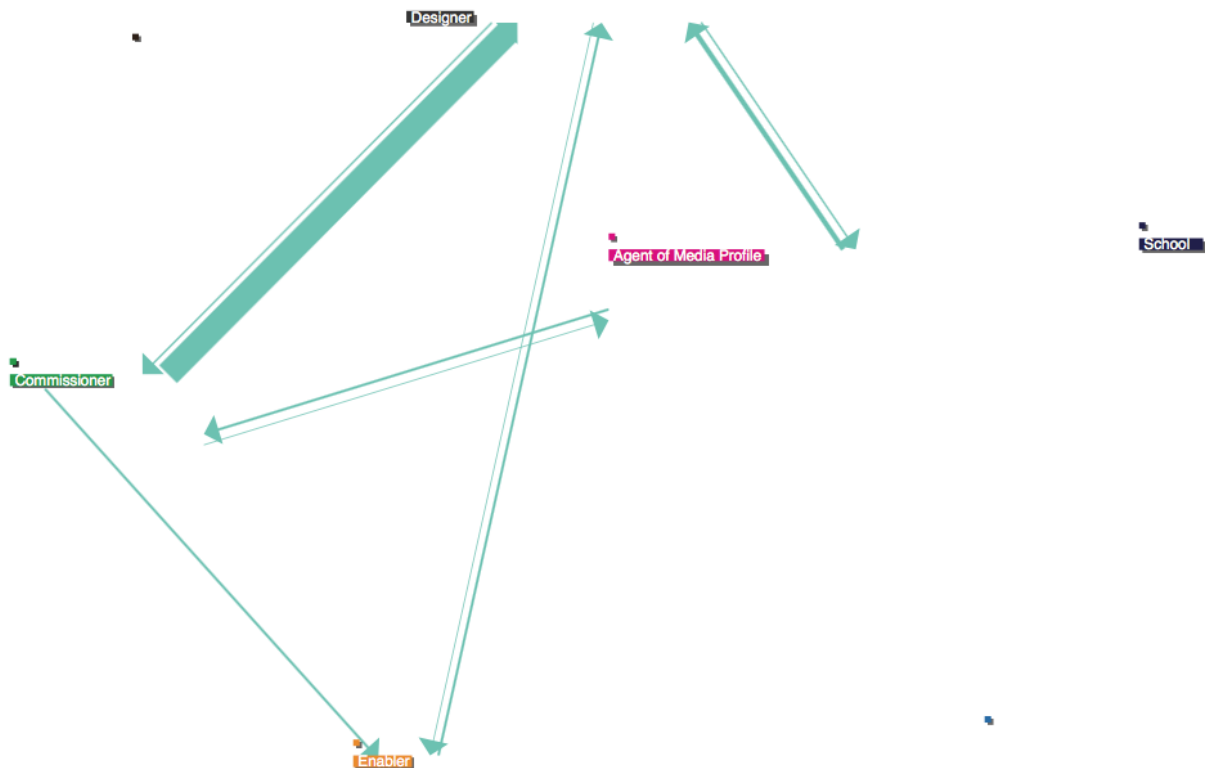 Designer
Agent of Media Profile
School
Commissioner
Enabler